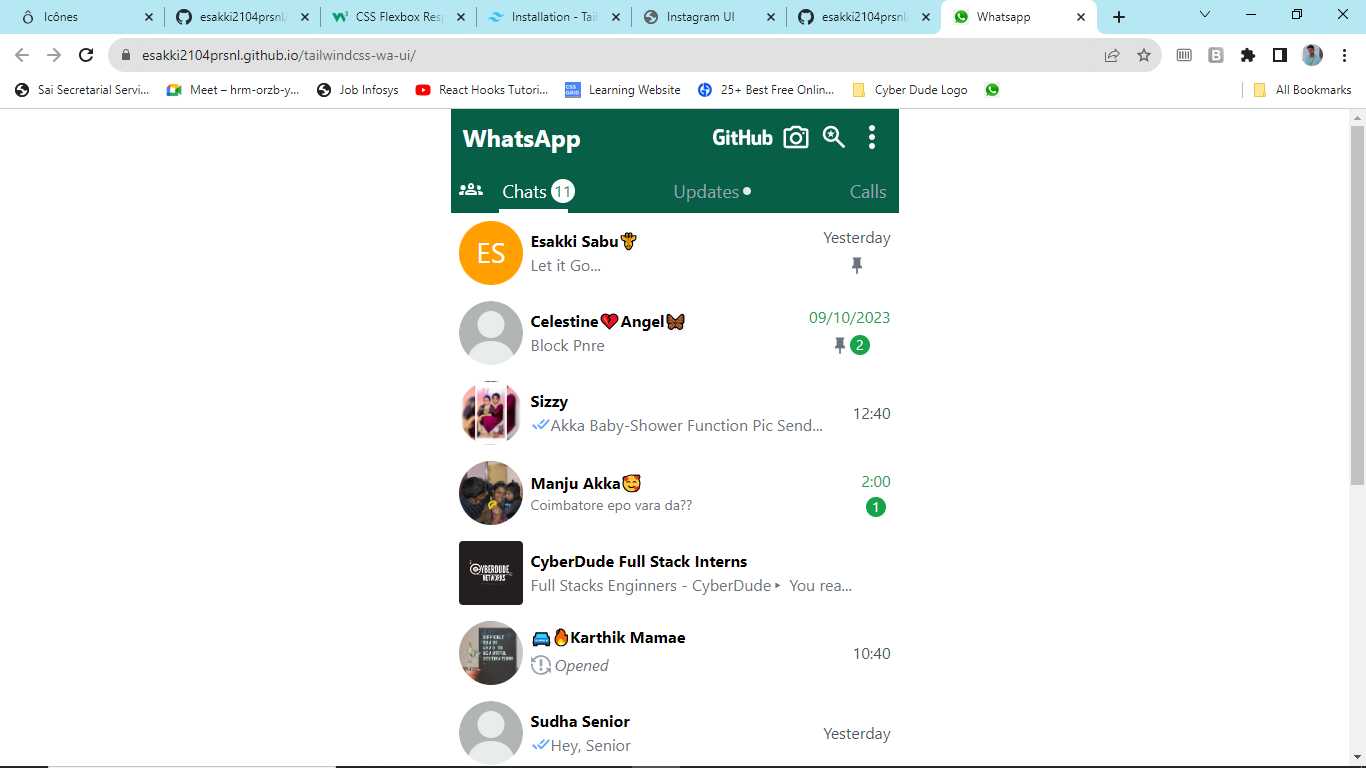 Icônes
esakki2104prsnl/
CSS Flexbox Resp
Installation - Tail
Instagram UI
esakki2104prsnl/
Whatsapp
esakki2104prsnl.github.io/tailwindcss-wa-ui/
Sai Secretarial Servi...
Meet – hrm-orzb-y...
Job Infosys
React Hooks Tutori...
Learning Website
25+ Best Free Onlin...
Cyber Dude Logo
All Bookmarks
WhatsApp
GitHub
Chats 11
Updates
Calls
ES
Esakki Sabu
Yesterday
Let it Go...
Celestine💔Angel🦋
09/10/2023
Block Pnre
2
Sizzy
Akka Baby-Shower Function Pic Send...
12:40
Manju Akka🥰
2:00
Coimbatore epo vara da??
1
CYBERDUDE
NETWORKS
CyberDude Full Stack Interns
Full Stacks Enginners - CyberDude‣ You rea...
🚘🔥Karthik Mamae
Opened
10:40
Sudha Senior
Hey, Senior
Yesterday